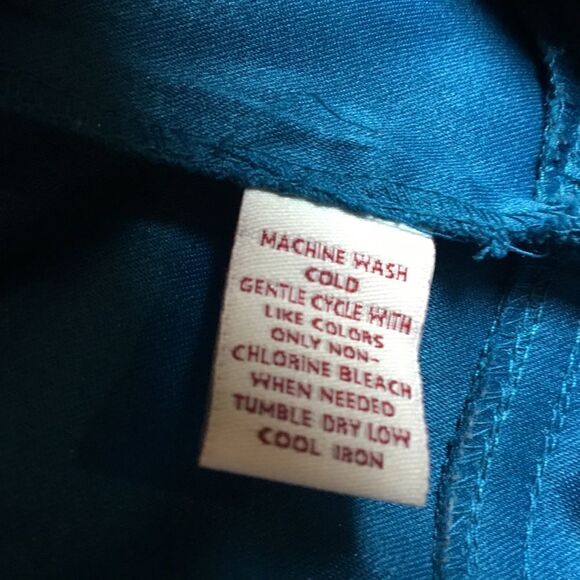 MACHINE WASH
COLD
GENTLE CYCLE WITH
LIKE COLORS
ONLY NON-
CHLORINE BLEACH
WHEN NEEDED
TUMBLE DRY LOW
COOL IRON